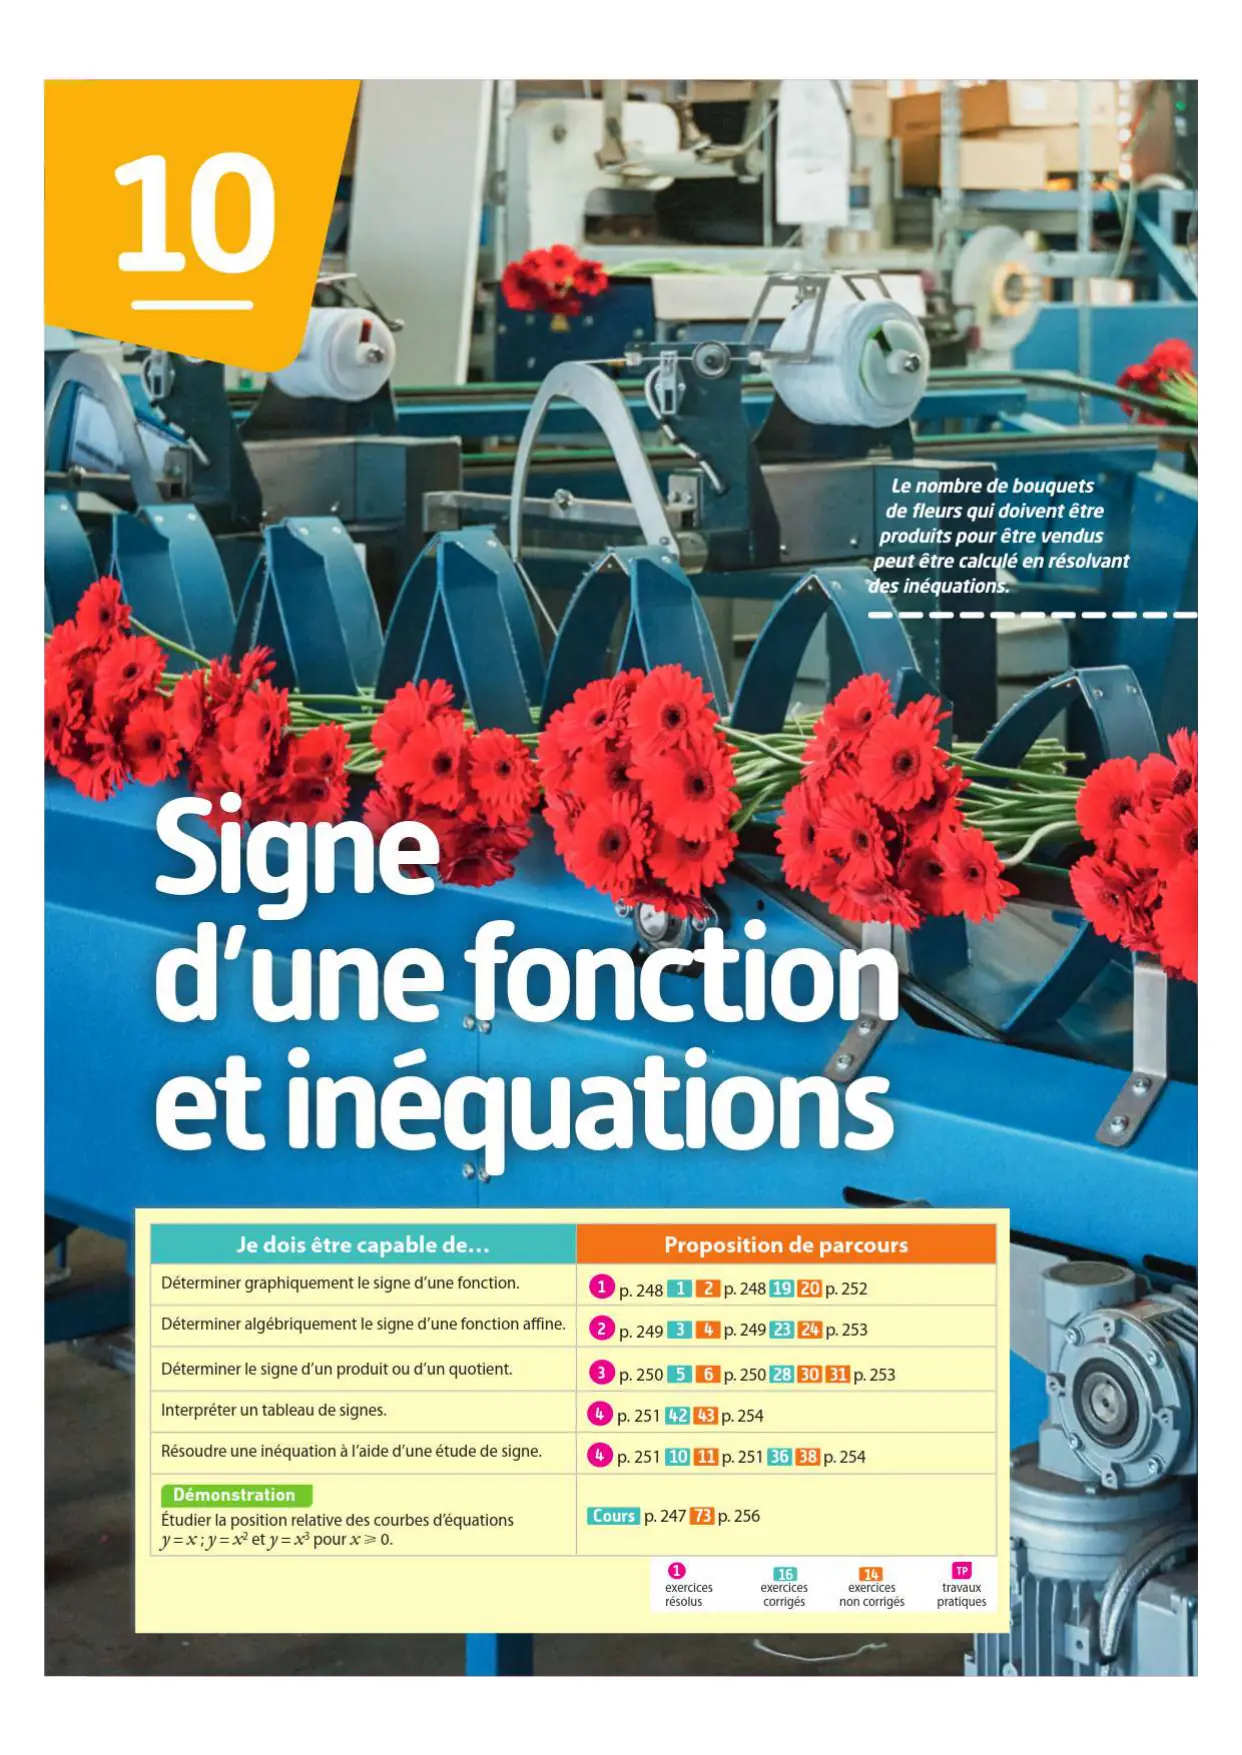 10
Le nombre de bouquets
de fleurs qui doivent être
produits pour être vendus
peut être calculé en résolvant
des inéquations.
Signe
d'une fonction
et inéquations
Je dois être capable de… Proposition de parcours
Déterminer graphiquement le signe d'une fonction. 1 p. 248 1 2 p. 248 19 20 p. 252
Déterminer algébriquement le signe d'une fonction affine. 2 p. 249 3 4 p. 249 23 24 p. 253
Déterminer le signe d'un produit ou d'un quotient. 3 p. 250 5 6 p. 250 28 30 31 p. 253
Interpréter un tableau de signes. 4 p. 251 42 43 p. 254
Résoudre une inéquation à l'aide d'une étude de signe. 4 p. 251 10 11 p. 251 36 38 p. 254
Démonstration
Étudier la position relative des courbes d'équations
y = x ; y = x² et y = x³ pour x ⩾ 0.
Cours p. 247 73 p. 256
1 16 14 TP
exercices exercices exercices travaux
résolus corrigés non corrigés pratiques